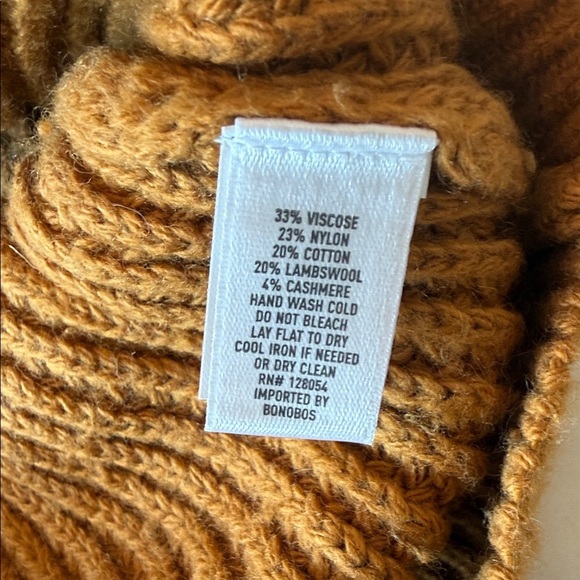 33% VISCOSE
23% NYLON
20% COTTON
20% LAMBSWOOL
4% CASHMERE
HAND WASH COLD
DO NOT BLEACH
LAY FLAT TO DRY
COOL IRON IF NEEDED
OR DRY CLEAN
RN# 128054
IMPORTED BY
BONOBOS